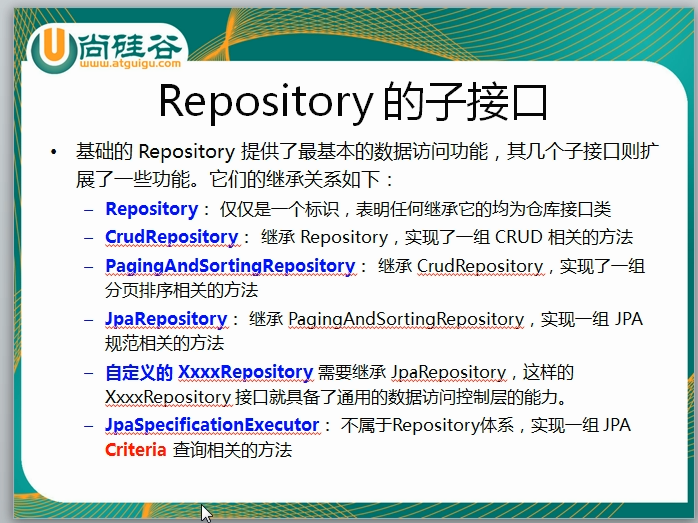 尚硅谷
www.atguigu.com
Repository 的子接口
• 基础的 Repository 提供了最基本的数据访问功能，其几个子接口则扩
展了一些功能。它们的继承关系如下：
– Repository： 仅仅是一个标识，表明任何继承它的均为仓库接口类
– CrudRepository： 继承 Repository，实现了一组 CRUD 相关的方法
– PagingAndSortingRepository： 继承 CrudRepository，实现了一组
分页排序相关的方法
– JpaRepository： 继承 PagingAndSortingRepository，实现一组 JPA
规范相关的方法
– 自定义的 XxxxRepository 需要继承 JpaRepository，这样的
XxxxRepository 接口就具备了通用的数据访问控制层的能力。
– JpaSpecificationExecutor： 不属于Repository体系，实现一组 JPA
Criteria 查询相关的方法